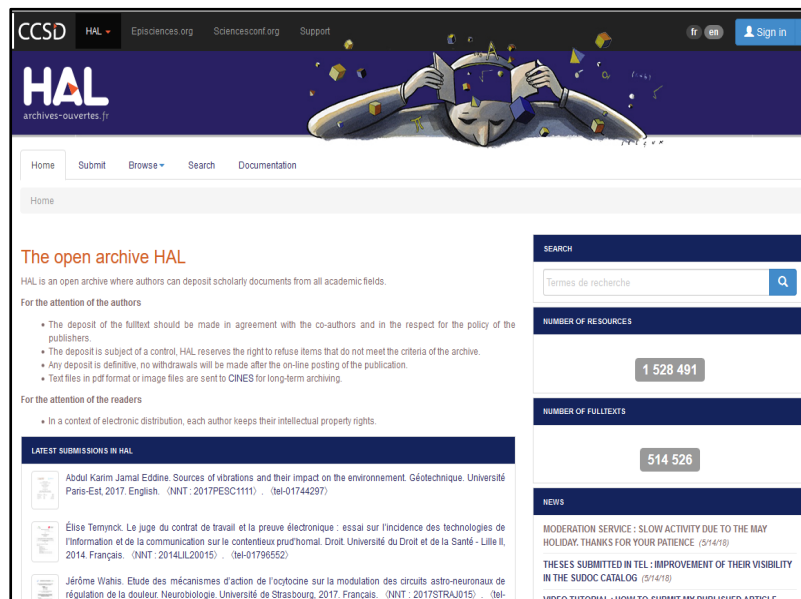 CCSD HAL Episciences.org Sciencesconf.org Support fr en Sign in
HAL
archives-ouvertes.fr
Home Submit Browse Search Documentation
Home
The open archive HAL
HAL is an open archive where authors can deposit scholarly documents from all academic fields.
For the attention of the authors
• The deposit of the fulltext should be made in agreement with the co-authors and in the respect for the policy of the
publishers.
• The deposit is subject of a control, HAL reserves the right to refuse items that do not meet the criteria of the archive.
• Any deposit is definitive, no withdrawals will be made after the on-line posting of the publication.
• Text files in pdf format or image files are sent to CINES for long-term archiving.
For the attention of the readers
• In a context of electronic distribution, each author keeps their intellectual property rights.
LATEST SUBMISSIONS IN HAL
Abdul Karim Jamal Eddine. Sources of vibrations and their impact on the environnement. Géotechnique. Université
Paris-Est, 2017. English. 〈NNT : 2017PESC1111〉. 〈tel-01744297〉
Élise Ternynck. Le juge du contrat de travail et la preuve électronique : essai sur l'incidence des technologies de
l'Information et de la communication sur le contentieux prud'homal. Droit. Université du Droit et de la Santé - Lille II,
2014. Français. 〈NNT : 2014LIL20015〉. 〈tel-01796552〉
Jérôme Wahis. Etude des mécanismes d'action de l'ocytocine sur la modulation des circuits astro-neuronaux de
régulation de la douleur. Neurobiologie. Université de Strasbourg, 2017. Français. 〈NNT : 2017STRAJ015〉. 〈tel-
SEARCH
Termes de recherche
NUMBER OF RESOURCES
1 528 491
NUMBER OF FULLTEXTS
514 526
NEWS
MODERATION SERVICE : SLOW ACTIVITY DUE TO THE MAY
HOLIDAY. THANKS FOR YOUR PATIENCE (5/14/18)
THESES SUBMITTED IN TEL : IMPROVEMENT OF THEIR VISIBILITY
IN THE SUDOC CATALOG (5/14/18)
VIDEO TUTORIAL : HOW TO SUBMIT MY PUBLISHED ARTICLE